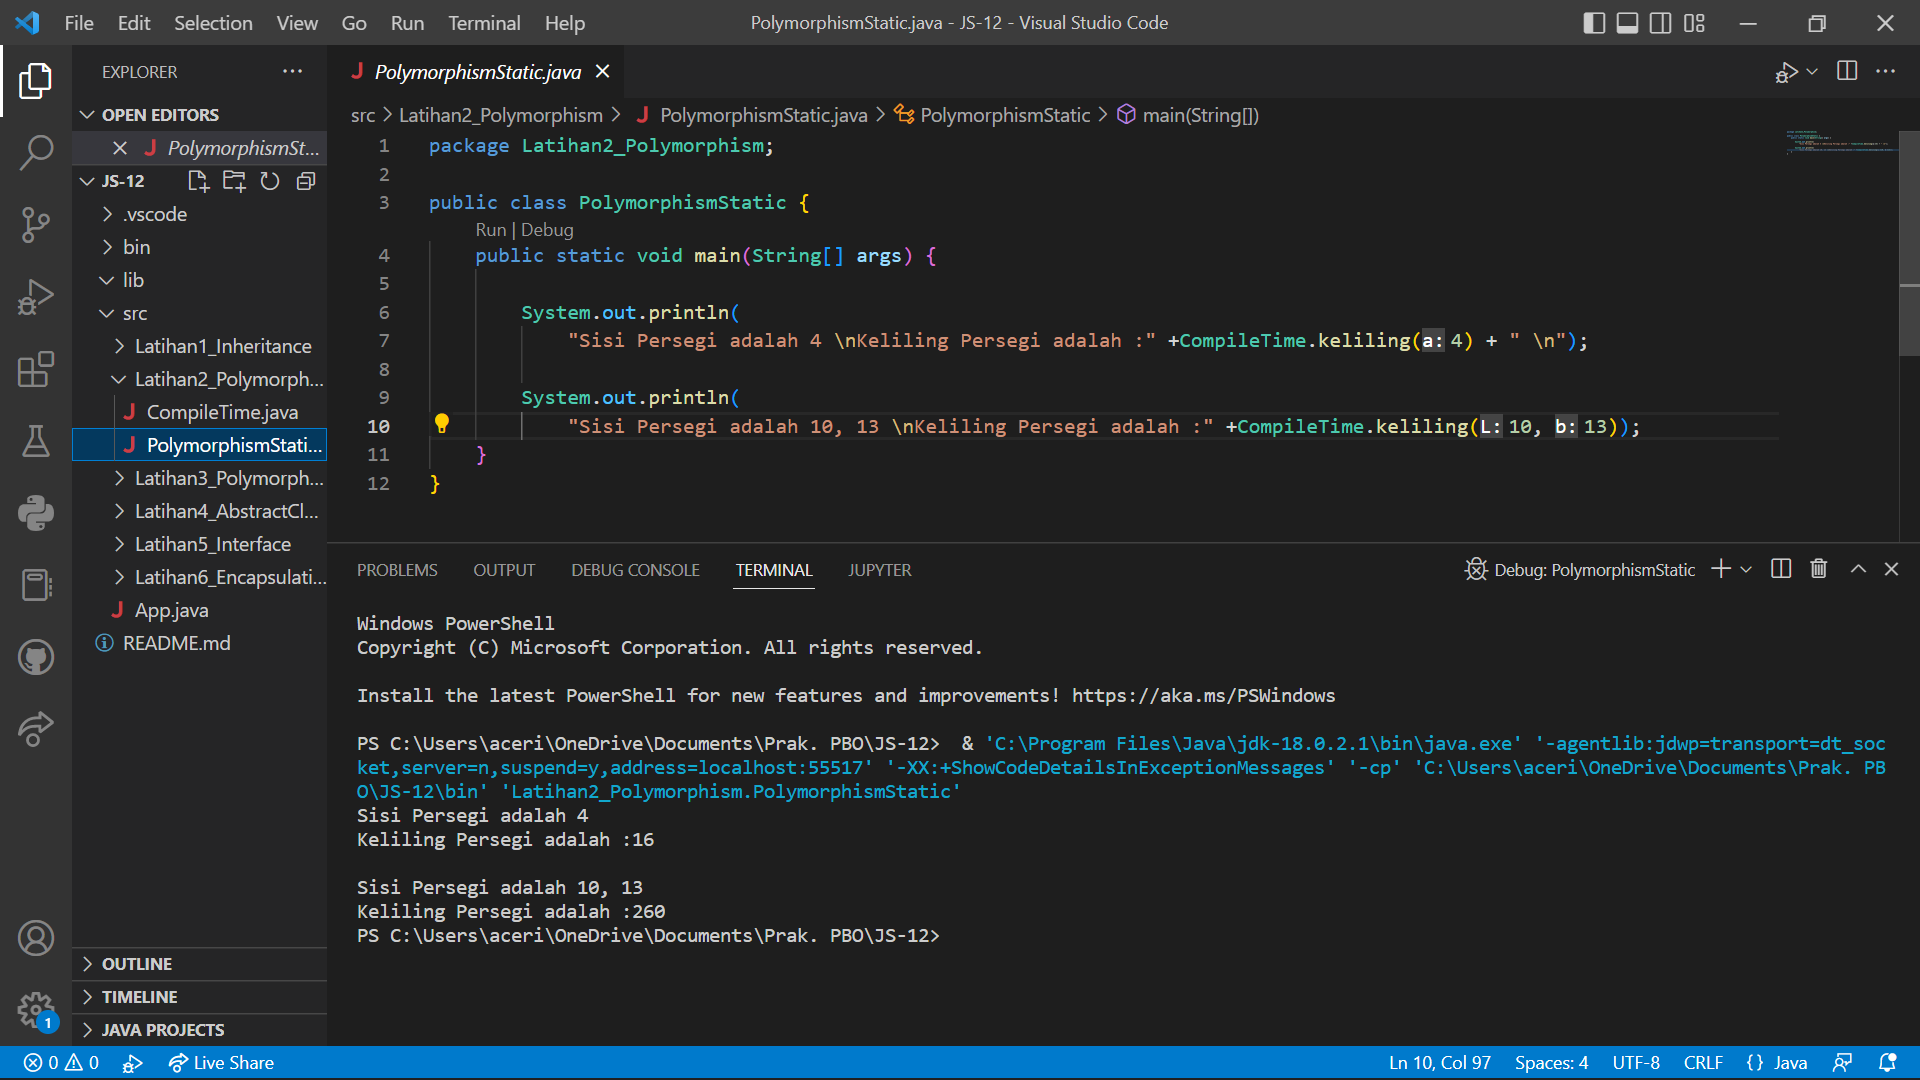 File Edit Selection View Go Run Terminal Help
PolymorphismStatic.java - JS-12 - Visual Studio Code
EXPLORER
OPEN EDITORS
PolymorphismSt...
JS-12
.vscode
bin
lib
src
Latihan1_Inheritance
Latihan2_Polymorph...
CompileTime.java
PolymorphismStati...
Latihan3_Polymorph...
Latihan4_AbstractCl...
Latihan5_Interface
Latihan6_Encapsulati...
App.java
README.md
OUTLINE
TIMELINE
JAVA PROJECTS
1
PolymorphismStatic.java
src > Latihan2_Polymorphism > J PolymorphismStatic.java > PolymorphismStatic > main(String[])
1 package Latihan2_Polymorphism;
2
3 public class PolymorphismStatic {
Run | Debug
4 public static void main(String[] args) {
5
6 System.out.println(
7 "Sisi Persegi adalah 4 \nKeliling Persegi adalah :" +CompileTime.keliling(a: 4) + " \n");
8
9 System.out.println(
10 "Sisi Persegi adalah 10, 13 \nKeliling Persegi adalah :" +CompileTime.keliling(L: 10, b: 13));
11 }
12 }
PROBLEMS OUTPUT DEBUG CONSOLE TERMINAL JUPYTER
Debug: PolymorphismStatic
Windows PowerShell
Copyright (C) Microsoft Corporation. All rights reserved.
Install the latest PowerShell for new features and improvements! https://aka.ms/PSWindows
PS C:\Users\aceri\OneDrive\Documents\Prak. PBO\JS-12>  & 'C:\Program Files\Java\jdk-18.0.2.1\bin\java.exe' '-agentlib:jdwp=transport=dt_soc
ket,server=n,suspend=y,address=localhost:55517' '-XX:+ShowCodeDetailsInExceptionMessages' '-cp' 'C:\Users\aceri\OneDrive\Documents\Prak. PB
O\JS-12\bin' 'Latihan2_Polymorphism.PolymorphismStatic'
Sisi Persegi adalah 4
Keliling Persegi adalah :16
Sisi Persegi adalah 10, 13
Keliling Persegi adalah :260
PS C:\Users\aceri\OneDrive\Documents\Prak. PBO\JS-12>
0 0 Live Share
Ln 10, Col 97 Spaces: 4 UTF-8 CRLF {} Java